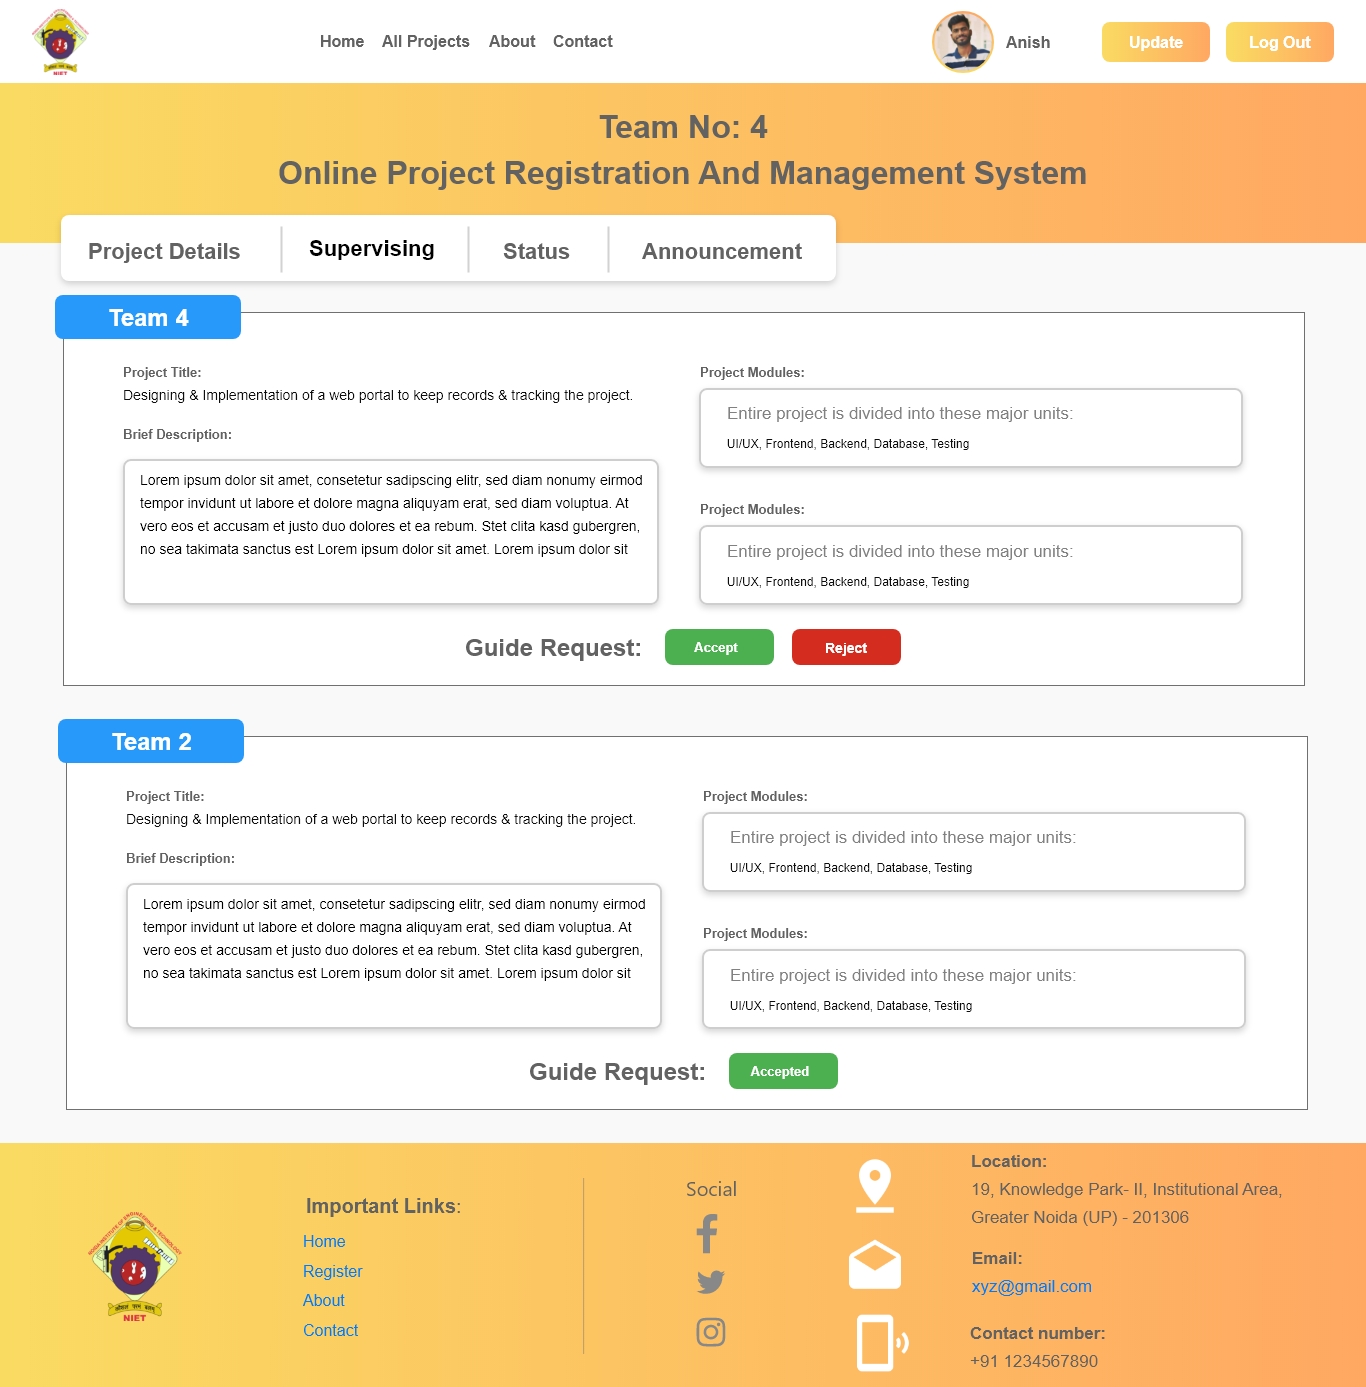 NIET
Home All Projects About Contact
Anish
Update
Log Out
Team No: 4
Online Project Registration And Management System
Project Details
Supervising
Status
Announcement
Team 4
Project Title:
Designing & Implementation of a web portal to keep records & tracking the project.
Brief Description:
Lorem ipsum dolor sit amet, consetetur sadipscing elitr, sed diam nonumy eirmod
tempor invidunt ut labore et dolore magna aliquyam erat, sed diam voluptua. At
vero eos et accusam et justo duo dolores et ea rebum. Stet clita kasd gubergren,
no sea takimata sanctus est Lorem ipsum dolor sit amet. Lorem ipsum dolor sit
Project Modules:
Entire project is divided into these major units:
UI/UX, Frontend, Backend, Database, Testing
Project Modules:
Entire project is divided into these major units:
UI/UX, Frontend, Backend, Database, Testing
Guide Request:
Accept
Reject
Team 2
Project Title:
Designing & Implementation of a web portal to keep records & tracking the project.
Brief Description:
Lorem ipsum dolor sit amet, consetetur sadipscing elitr, sed diam nonumy eirmod
tempor invidunt ut labore et dolore magna aliquyam erat, sed diam voluptua. At
vero eos et accusam et justo duo dolores et ea rebum. Stet clita kasd gubergren,
no sea takimata sanctus est Lorem ipsum dolor sit amet. Lorem ipsum dolor sit
Project Modules:
Entire project is divided into these major units:
UI/UX, Frontend, Backend, Database, Testing
Project Modules:
Entire project is divided into these major units:
UI/UX, Frontend, Backend, Database, Testing
Guide Request:
Accepted
NIET
Important Links:
Home
Register
About
Contact
Social
Location:
19, Knowledge Park- II, Institutional Area,
Greater Noida (UP) - 201306
Email:
xyz@gmail.com
Contact number:
+91 1234567890